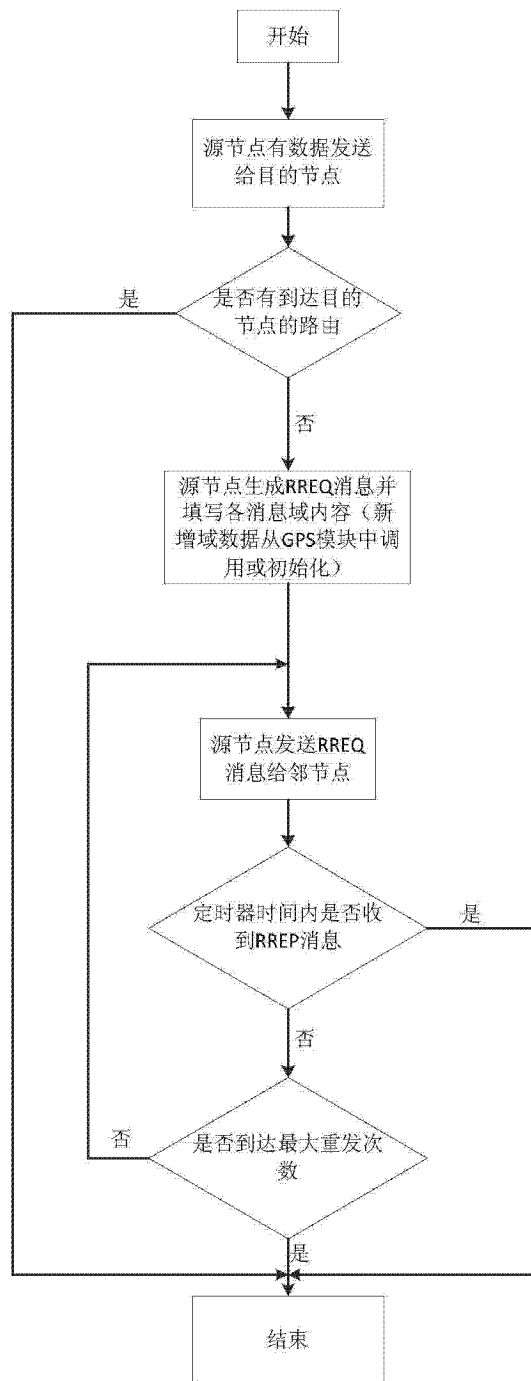 开始
源节点有数据发送
给目的节点
是
是否有到达目的
节点的路由
否
源节点生成RREQ消息并
填写各消息域内容（新
增域数据从GPS模块中调
用或初始化）
源节点发送RREQ
消息给邻节点
定时器时间内是否收
到RREP消息
是
否
否
是否到达最大重发次
数
是
结束